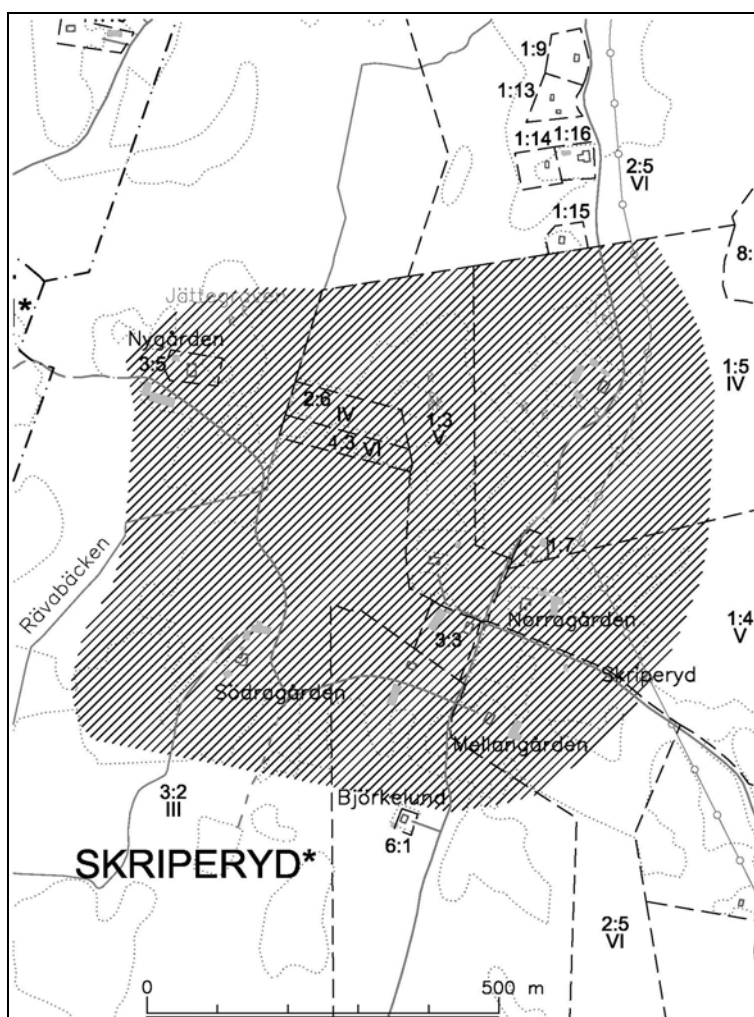 1:9
1:13
1:14 1:16
2:5
VI
1:15
8:
Jättegraven
*
Nygården
3:5
1:5
IV
2:6 IV
1:3
V
4:3 VI
1:7
Rävabäcken
Norragården
1:4
V
3:3
Skriperyd
Södragården
Mellangården
3:2
III
Björkelund
SKRIPERYD*
6:1
2:5
VI
0 500 m